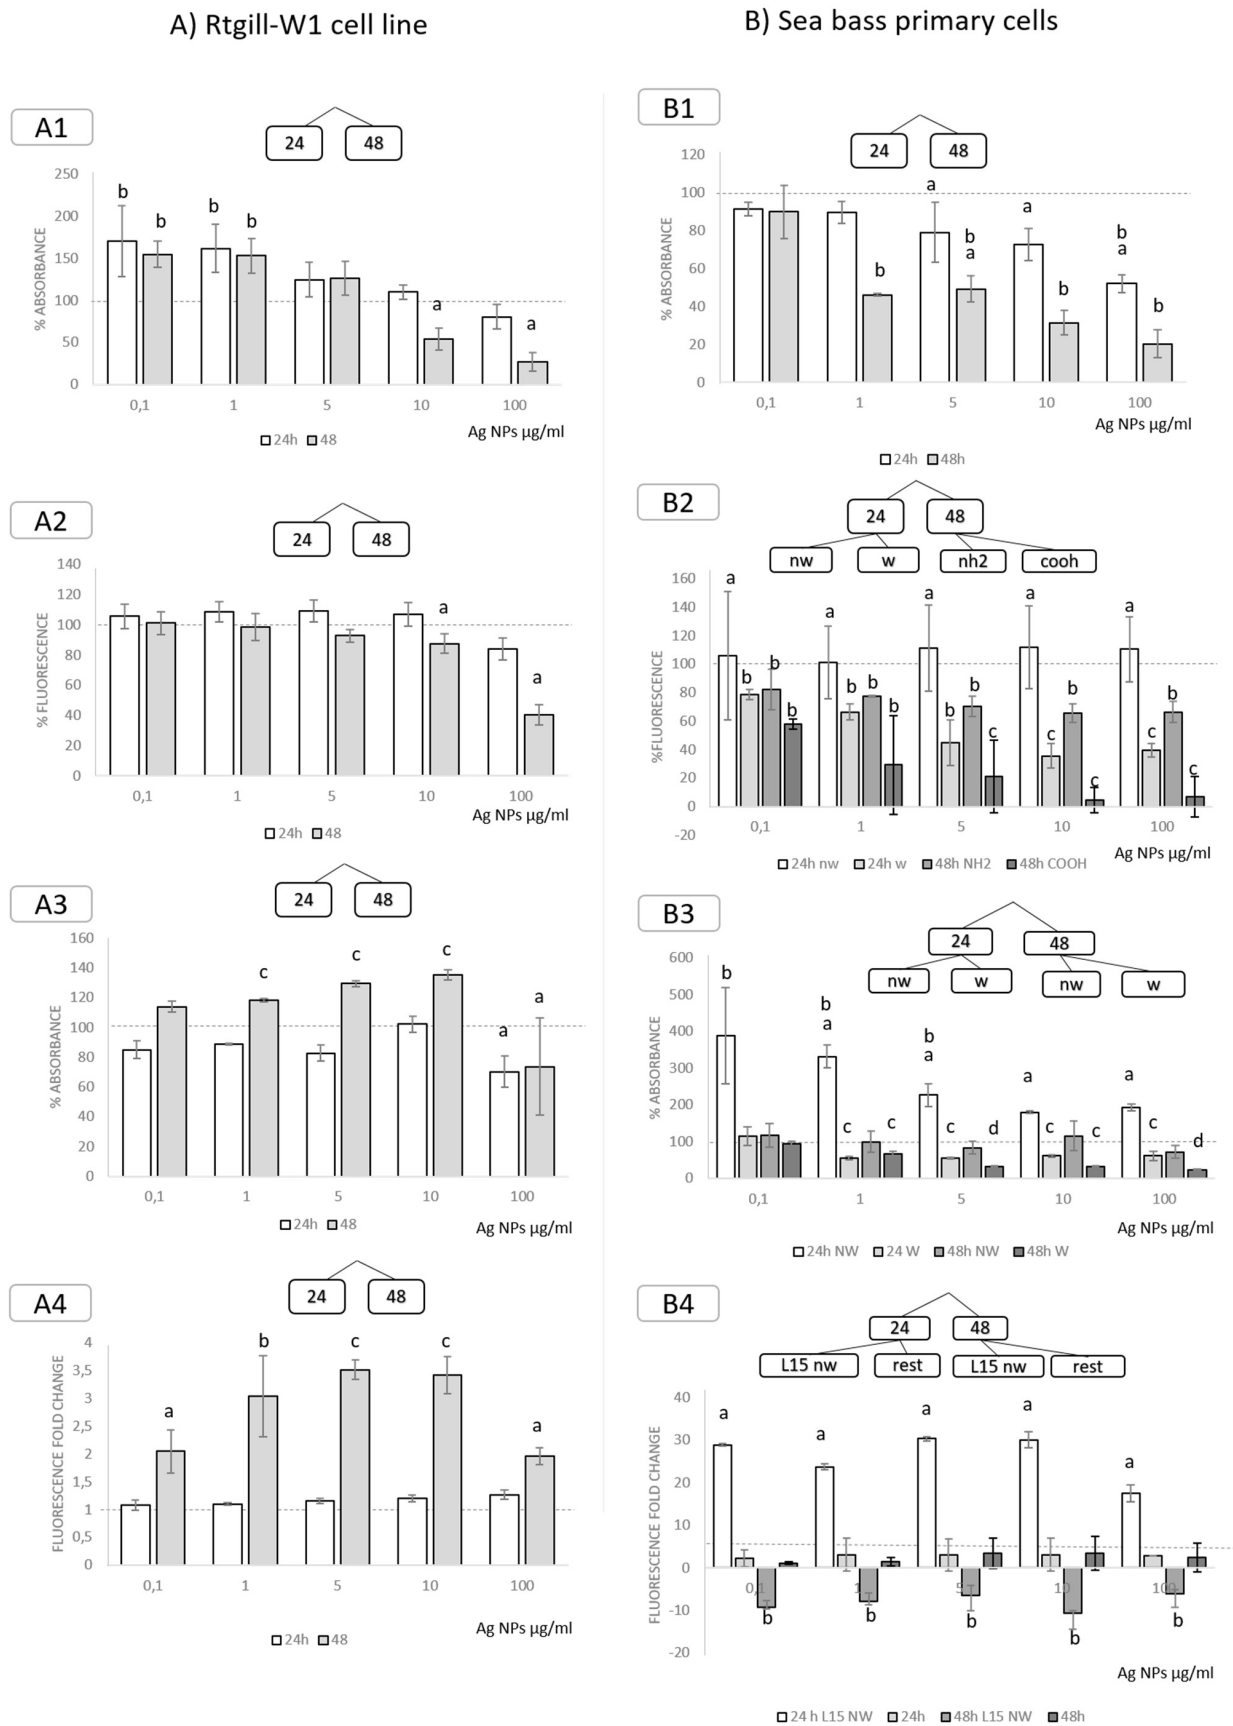 A) Rtgill-W1 cell line
B) Sea bass primary cells
A1
24 48
250
200
150
100
50
0
% ABSORBANCE
b b b b a a
0,1 1 5 10 100
Ag NPs µg/ml
24h 48
A2
24 48
140
120
100
80
60
40
20
0
% FLUORESCENCE
a a
0,1 1 5 10 100
Ag NPs µg/ml
24h 48
A3
24 48
160
140
120
100
80
60
40
20
0
% ABSORBANCE
c c c a a
0,1 1 5 10 100
Ag NPs µg/ml
24h 48
A4
24 48
4
3,5
3
2,5
2
1,5
1
0,5
0
FLUORESCENCE FOLD CHANGE
a b c c a
0,1 1 5 10 100
Ag NPs µg/ml
24h 48
B1
24 48
120
100
80
60
40
20
0
% ABSORBANCE
b a b a a b b a b
0,1 1 5 10 100
Ag NPs µg/ml
24h 48h
B2
24 48
nw w nh2 cooh
160
140
120
100
80
60
40
20
0
-20
%FLUORESCENCE
a b b b a b b b a b b c a c b c a c b c
0,1 1 5 10 100
Ag NPs µg/ml
24h nw 24h w 48h NH2 48h COOH
B3
24 48
nw w nw w
600
500
400
300
200
100
0
% ABSORBANCE
b b a c c b a c d a c c a c d
0,1 1 5 10 100
Ag NPs µg/ml
24h NW 24 W 48h NW 48h W
B4
24 48
L15 nw rest L15 nw rest
40
30
20
10
0
-10
-20
FLUORESCENCE FOLD CHANGE
a a a a a
0,1 1 5 10 100
b b b b b
Ag NPs µg/ml
24 h L15 NW 24h 48h L15 NW 48h